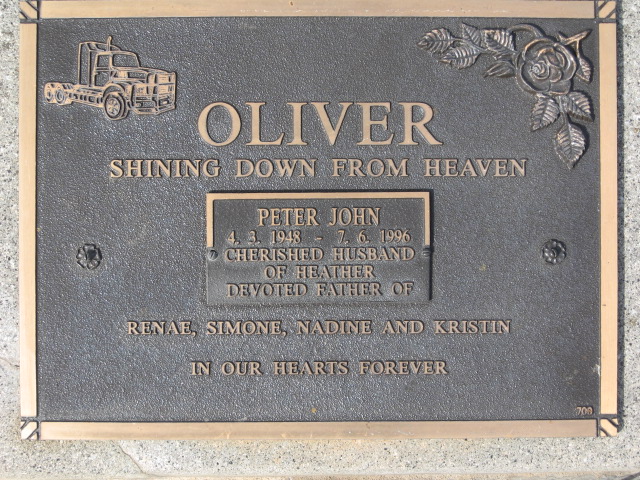 OLIVER
SHINING DOWN FROM HEAVEN
PETER JOHN
4. 3. 1948 - 7. 6. 1996
CHERISHED HUSBAND
OF HEATHER
DEVOTED FATHER OF
RENAE, SIMONE, NADINE AND KRISTIN
IN OUR HEARTS FOREVER
700